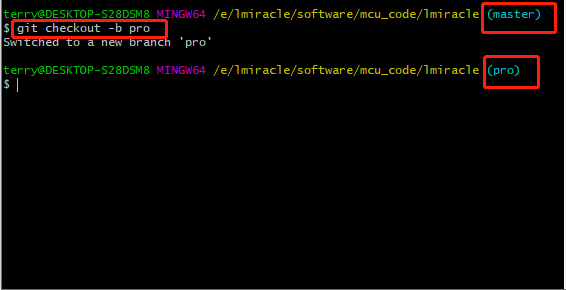 terry@DESKTOP-S28DSM8 MINGW64 /e/lmiracle/software/mcu_code/lmiracle (master)
$ git checkout -b pro
Switched to a new branch 'pro'
terry@DESKTOP-S28DSM8 MINGW64 /e/lmiracle/software/mcu_code/lmiracle (pro)
$